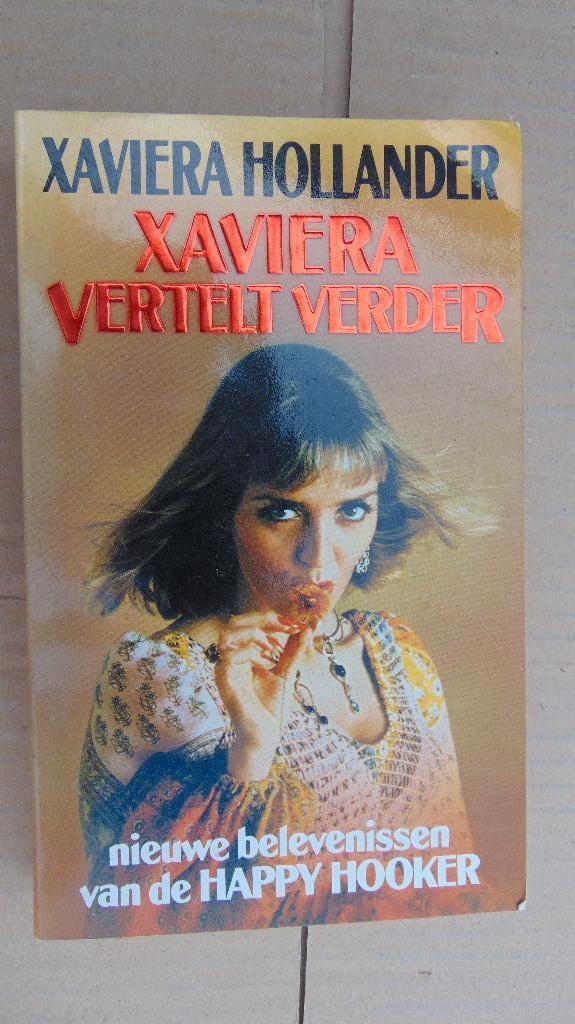 XAVIERA HOLLANDER
XAVIERA
VERTELT VERDER
nieuwe belevenissen
van de HAPPY HOOKER